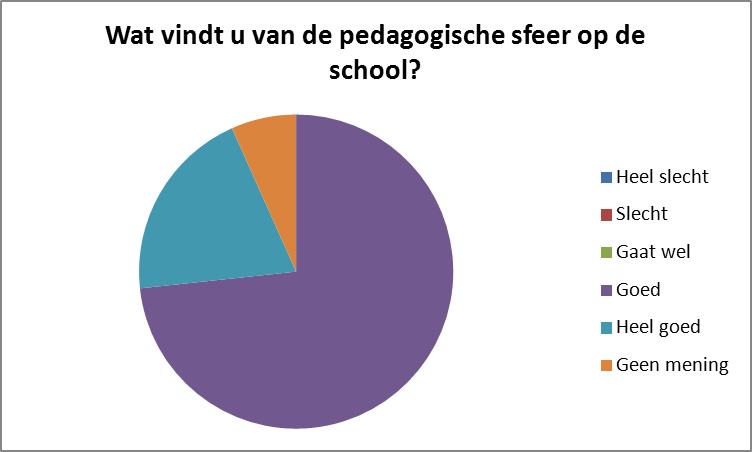 Wat vindt u van de pedagogische sfeer op de
school?
Heel slecht
Slecht
Gaat wel
Goed
Heel goed
Geen mening